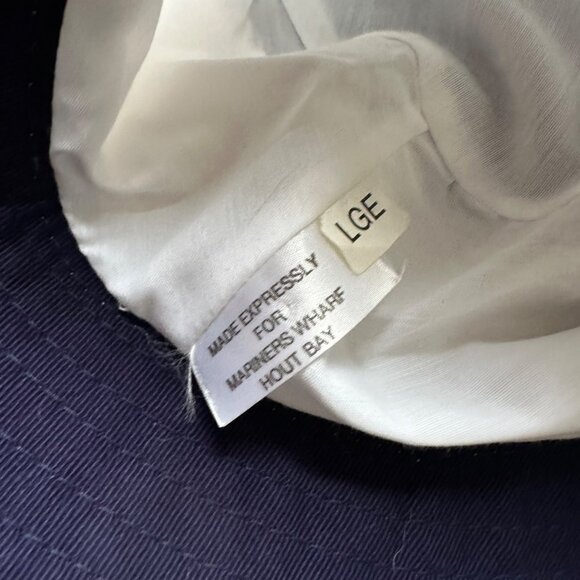 LGE
MADE EXPRESSLY
FOR
MARINERS WHARF
HOUT BAY